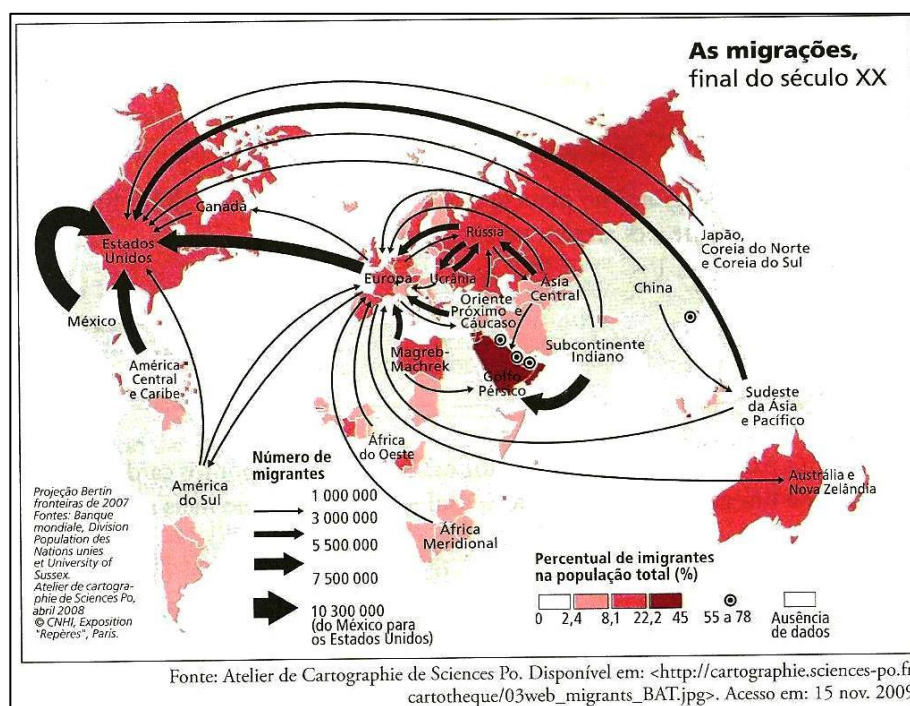 As migrações,
final do século XX
Canadá
Estados
Unidos
México
América
Central
e Caribe
América
do Sul
Europa
Ucrânia
Rússia
Ásia
Central
Oriente
Próximo e
Cáucaso
Magreb-
Machrek
Golfo
Pérsico
Subcontinente
Indiano
China
Japão,
Coreia do Norte
e Coreia do Sul
Sudeste
da Ásia
e Pacífico
África
do Oeste
África
Meridional
Austrália e
Nova Zelândia
Projeção Bertin
fronteiras de 2007
Fontes: Banque
mondiale, Division
Population des
Nations unies
et University of
Sussex.
Atelier de cartogra-
phie de Sciences Po,
abril 2008
© CNHI, Exposition
"Repères", Paris.
Número de
migrantes
1 000 000
3 000 000
5 500 000
7 500 000
10 300 000
(do México para
os Estados Unidos)
Percentual de imigrantes
na população total (%)
0 2,4 8,1 22,2 45
55 a 78
Ausência
de dados
Fonte: Atelier de Cartographie de Sciences Po. Disponível em: <http://cartographie.sciences-po.fr
cartotheque/03web_migrants_BAT.jpg>. Acesso em: 15 nov. 2009